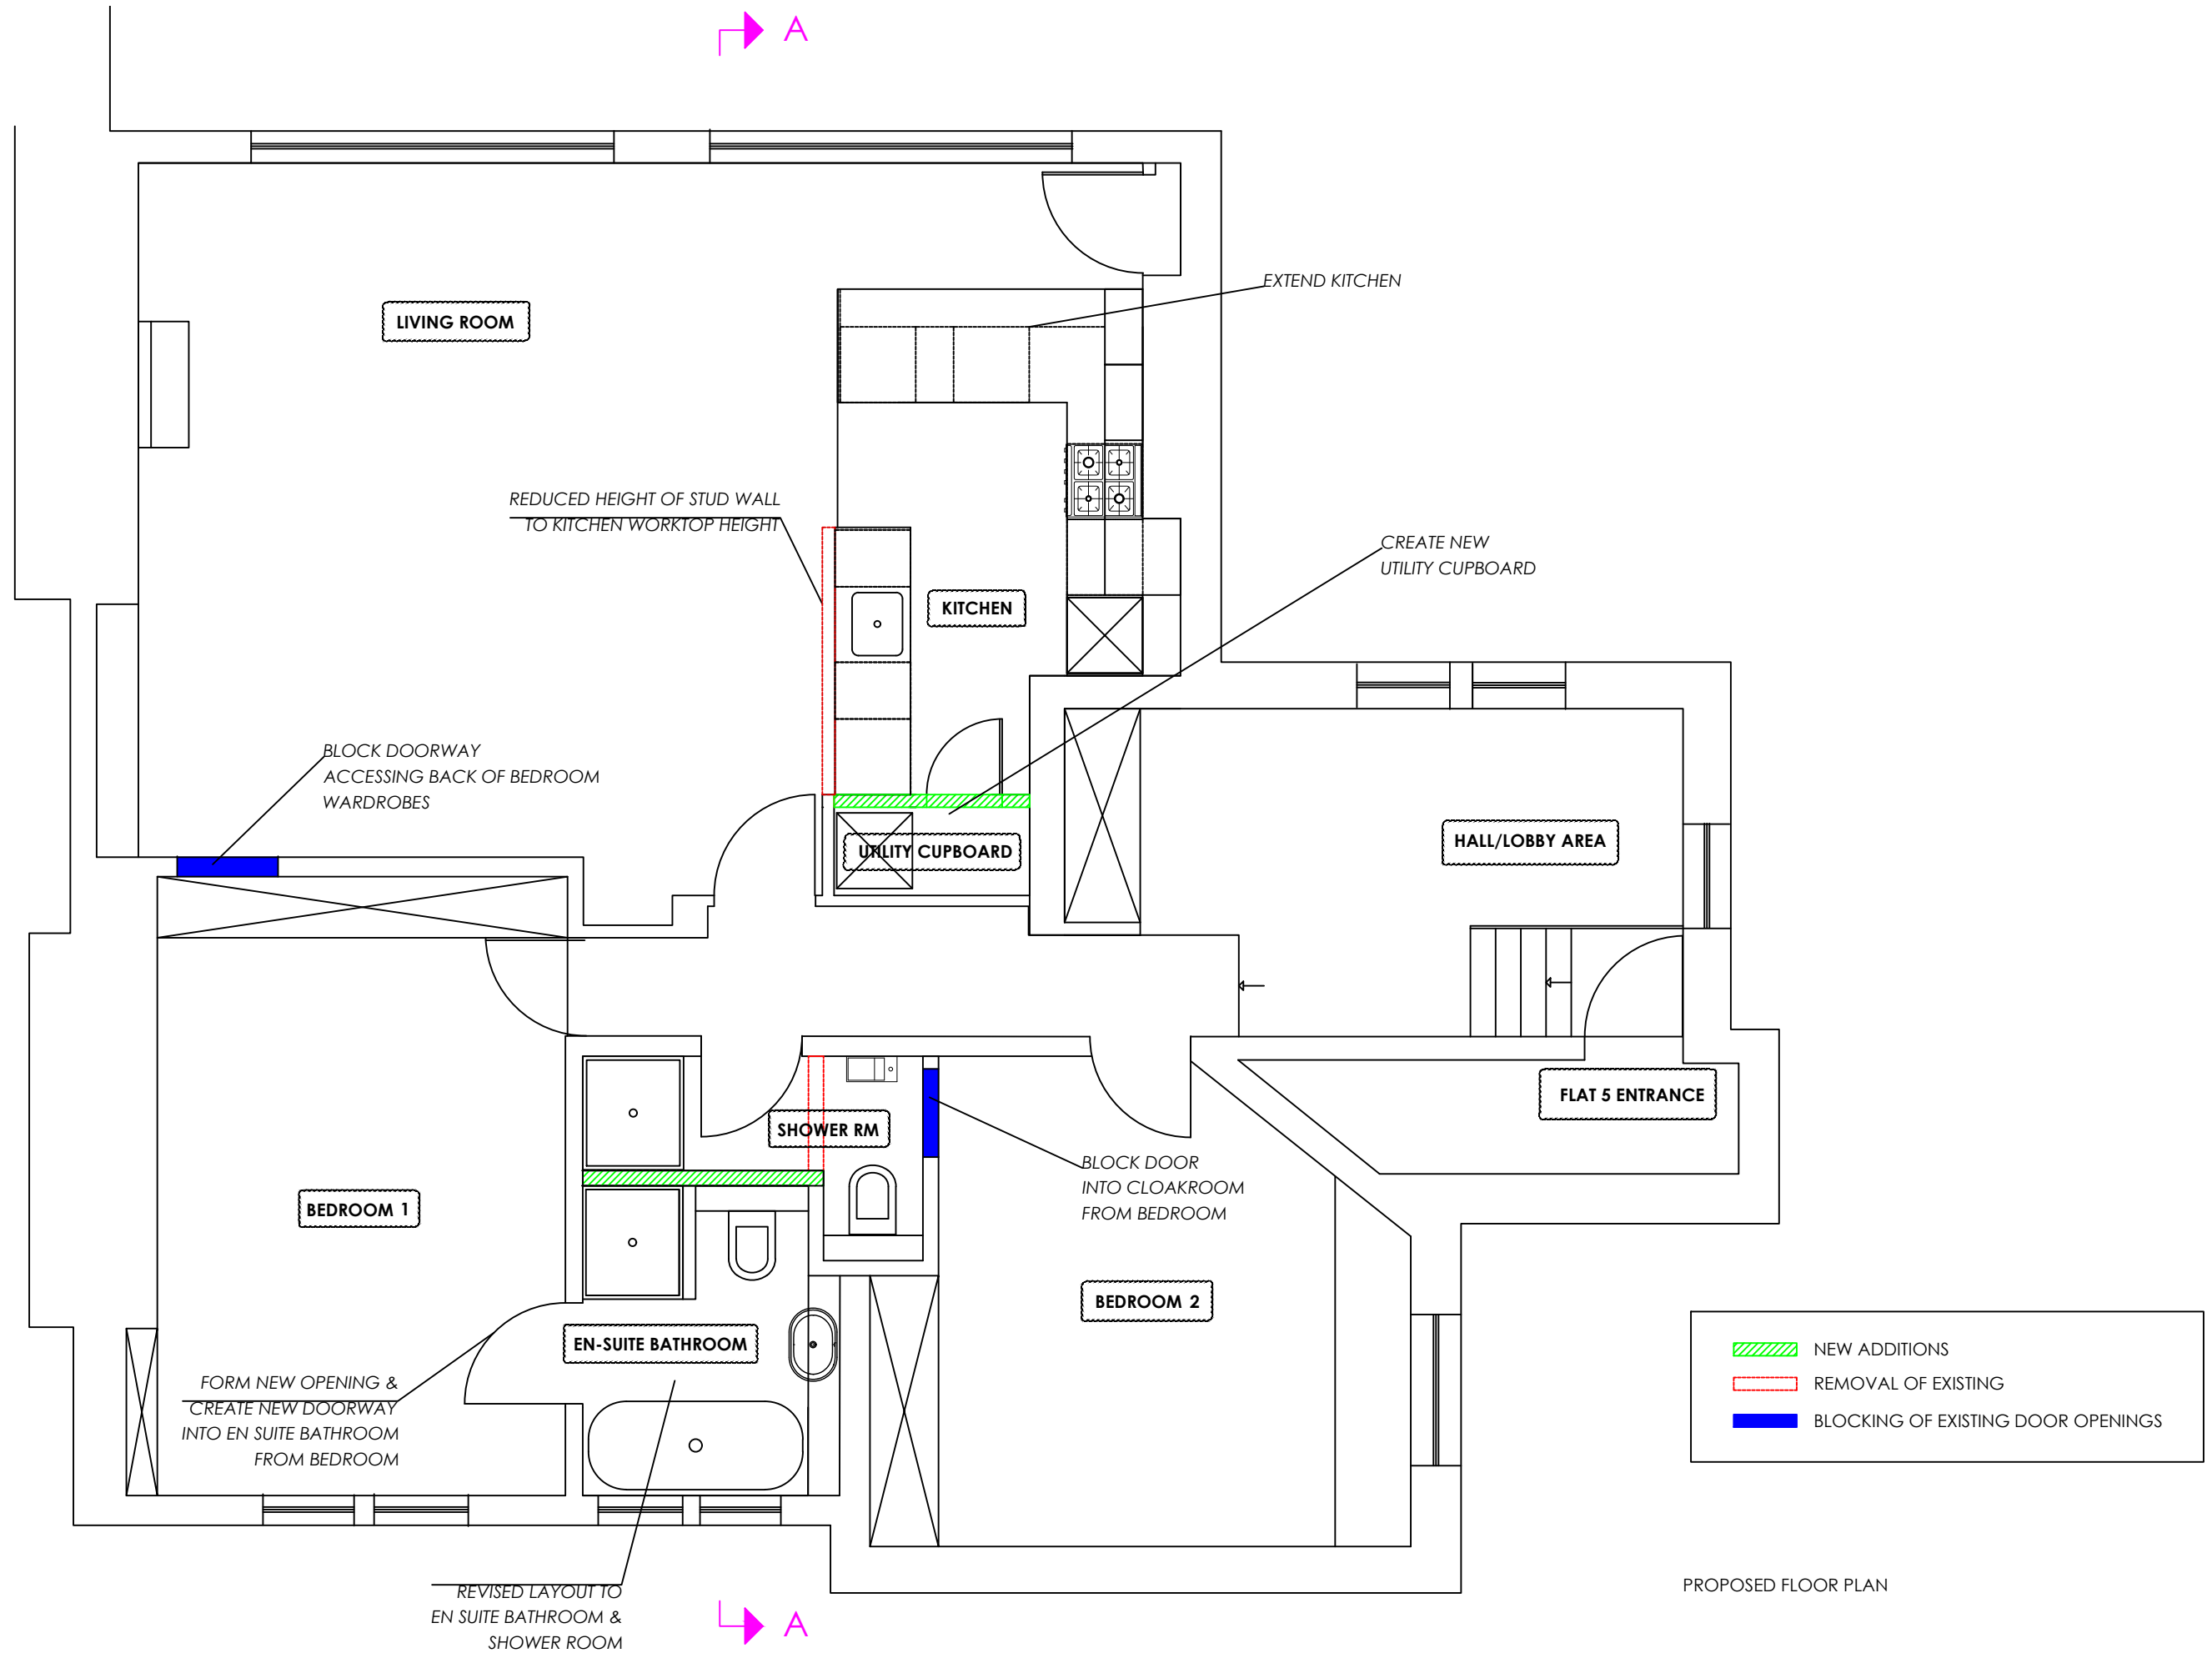 A
EXTEND KITCHEN
LIVING ROOM
REDUCED HEIGHT OF STUD WALL
TO KITCHEN WORKTOP HEIGHT
CREATE NEW
UTILITY CUPBOARD
KITCHEN
BLOCK DOORWAY
ACCESSING BACK OF BEDROOM
WARDROBES
UTILITY CUPBOARD
HALL/LOBBY AREA
FLAT 5 ENTRANCE
SHOWER RM
BLOCK DOOR
INTO CLOAKROOM
FROM BEDROOM
BEDROOM 1
BEDROOM 2
EN-SUITE BATHROOM
FORM NEW OPENING &
CREATE NEW DOORWAY
INTO EN SUITE BATHROOM
FROM BEDROOM
NEW ADDITIONS
REMOVAL OF EXISTING
BLOCKING OF EXISTING DOOR OPENINGS
REVISED LAYOUT TO
EN SUITE BATHROOM &
SHOWER ROOM
PROPOSED FLOOR PLAN
A